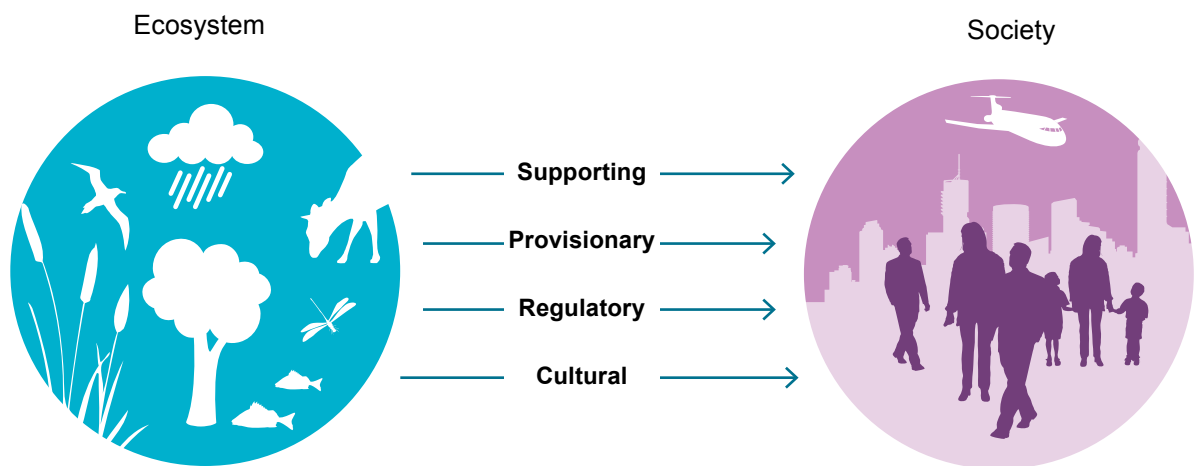 Ecosystem
Society
Supporting
Provisionary
Regulatory
Cultural